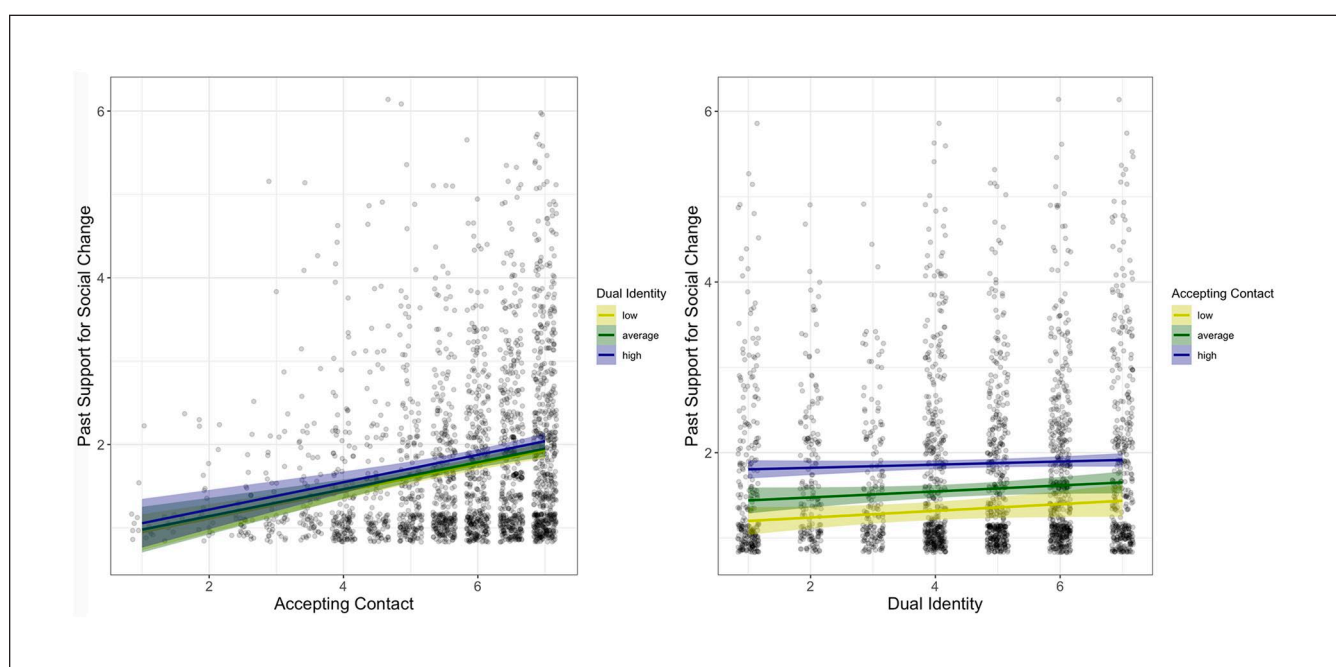 Past Support for Social Change
6
4
2
2
4
6
Accepting Contact
Dual Identity
low
average
high
Past Support for Social Change
6
4
2
2
4
6
Dual Identity
Accepting Contact
low
average
high